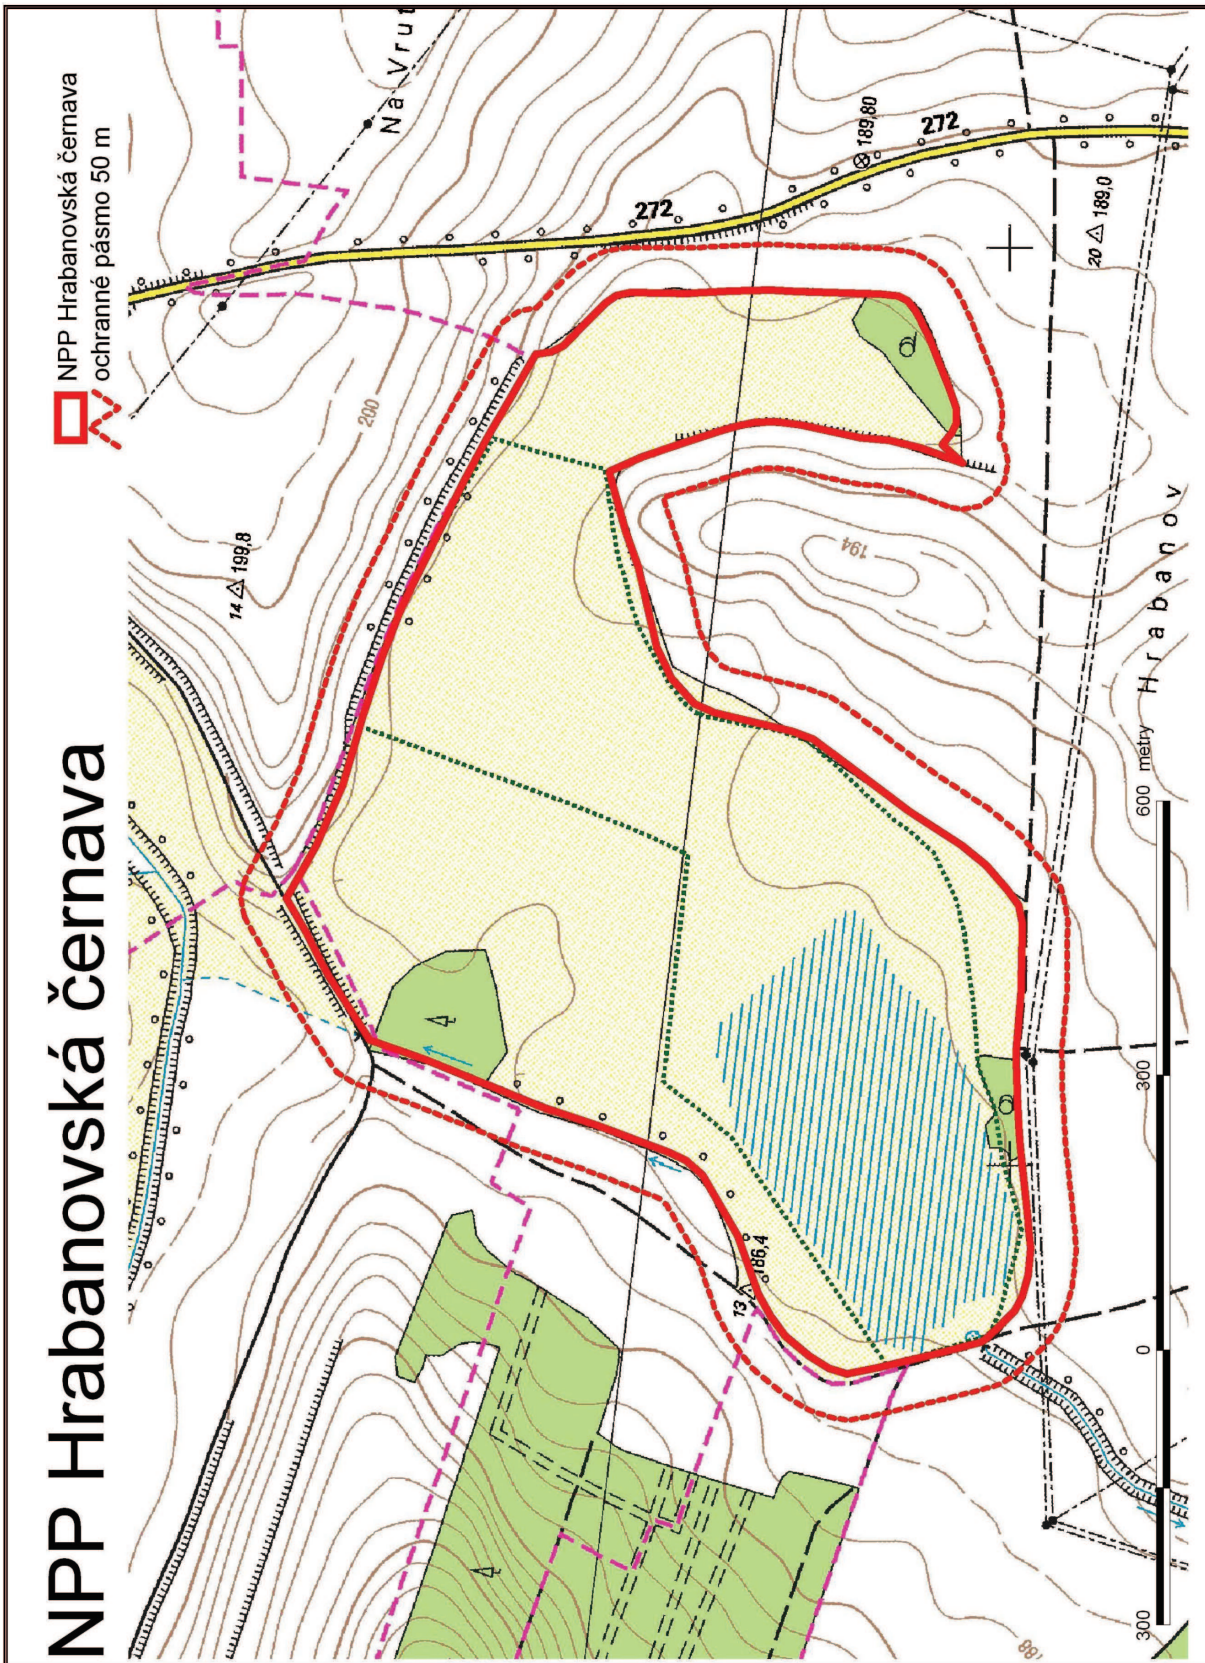 NPP Hrabanovská černava
NPP Hrabanovská černava
ochranné pásmo 50 m
Na Vrut
272
272
189,80
20 189,0
200
14 199,8
194
Hrabanov
13 186,4
188
300 0 300 600 metry